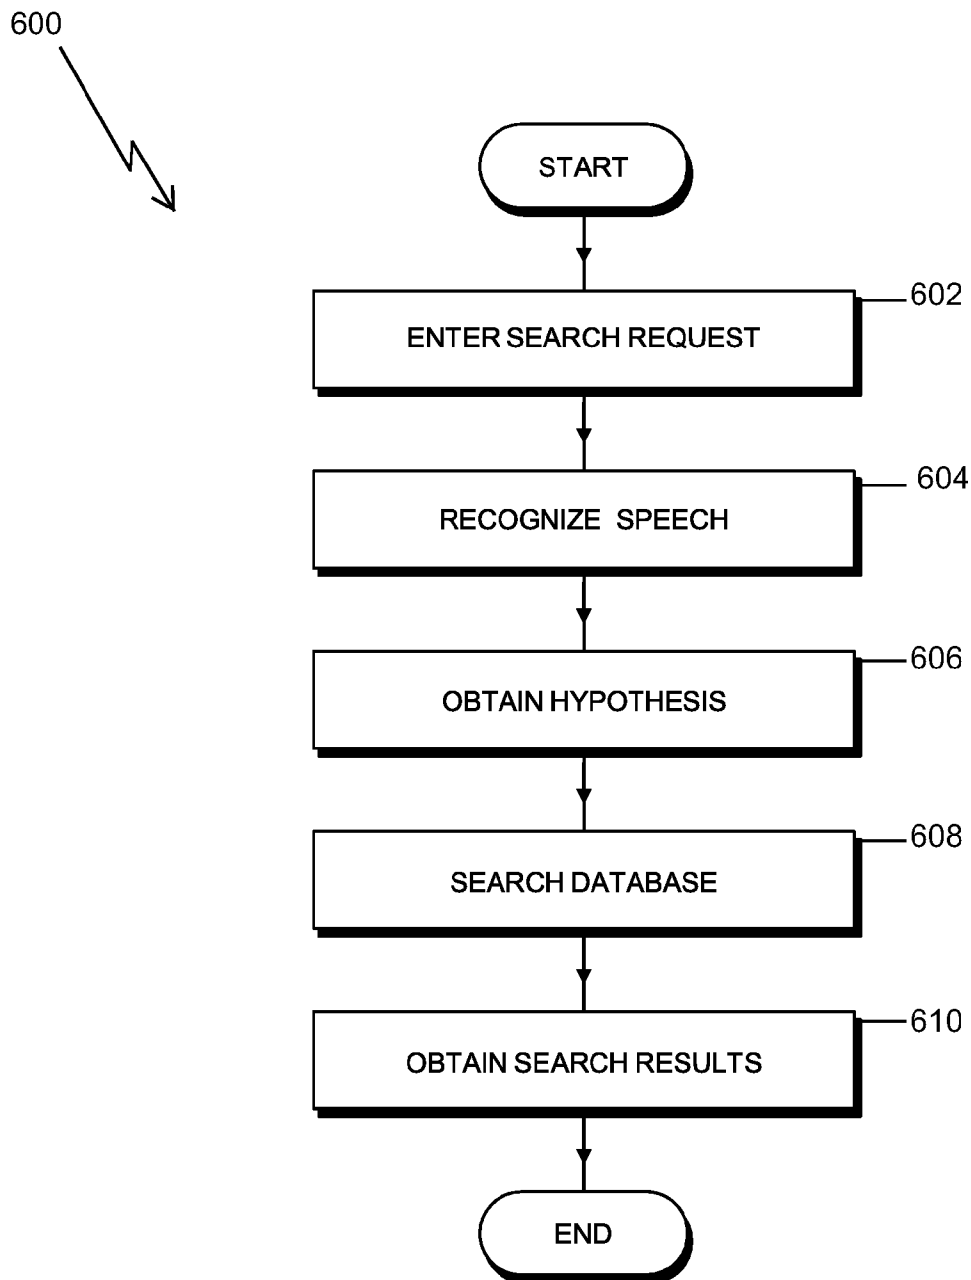 600
START
602
ENTER SEARCH REQUEST
604
RECOGNIZE SPEECH
606
OBTAIN HYPOTHESIS
608
SEARCH DATABASE
610
OBTAIN SEARCH RESULTS
END